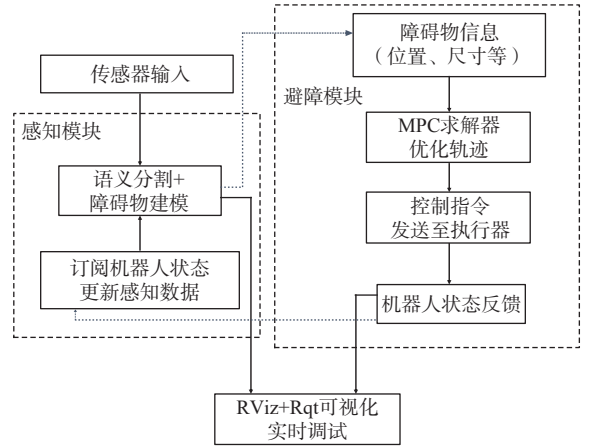 传感器输入
感知模块
语义分割+
障碍物建模
订阅机器人状态
更新感知数据
障碍物信息
（位置、尺寸等）
避障模块
MPC求解器
优化轨迹
控制指令
发送至执行器
机器人状态反馈
RViz+Rqt可视化
实时调试